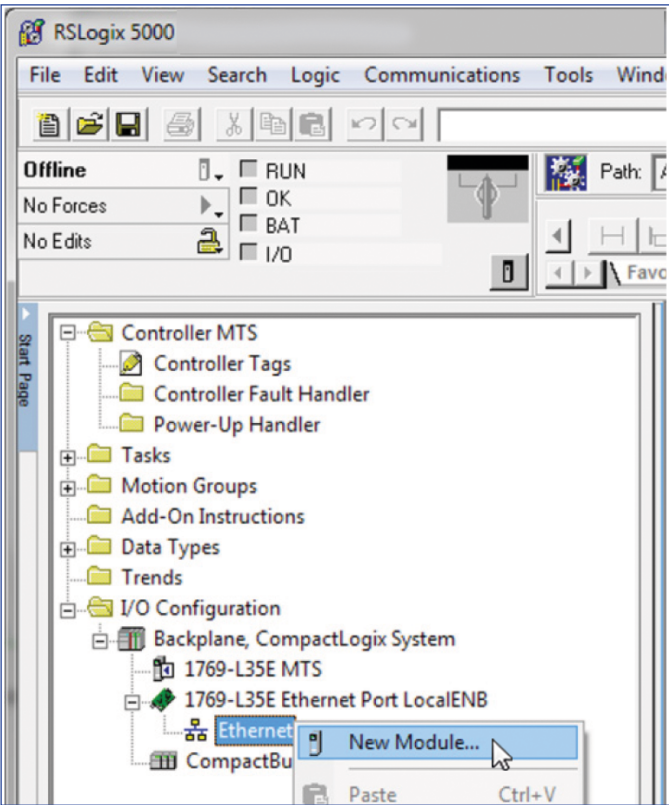 RSLogix 5000
File Edit View Search Logic Communications Tools Wind
Offline RUN Path: A
No Forces OK
No Edits BAT
I/O
Favo
Start Page
Controller MTS
Controller Tags
Controller Fault Handler
Power-Up Handler
Tasks
Motion Groups
Add-On Instructions
Data Types
Trends
I/O Configuration
Backplane, CompactLogix System
1769-L35E MTS
1769-L35E Ethernet Port LocalENB
Ethernet New Module...
CompactBu
Paste Ctrl+V